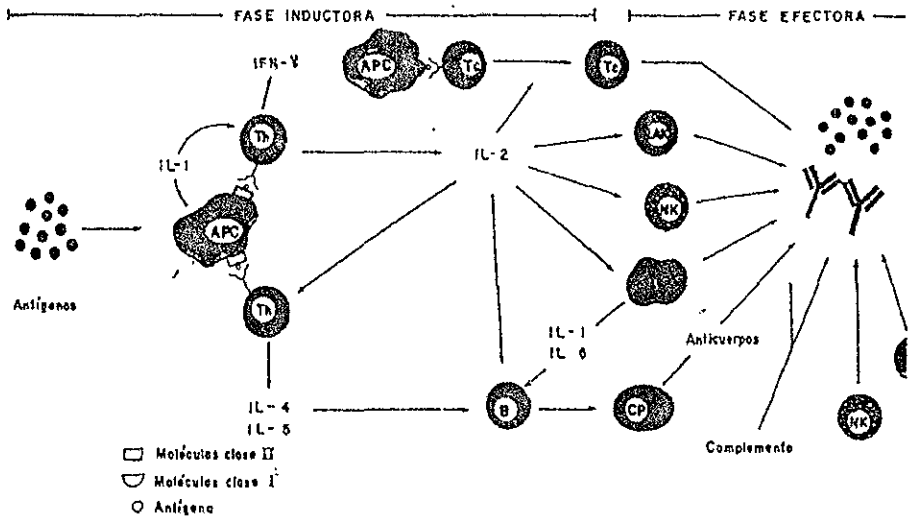 FASE INDUCTORA
FASE EFECTORA
IFN-γ
APC
Tc
Tc
Th
IL-1
IL-2
LAK
NK
APC
Antígenos
Th
IL-1
IL 6
Anticuerpos
IL-4
IL-5
B
CP
NK
Complemento
Moléculas clase II
Moléculas clase I
Antígeno